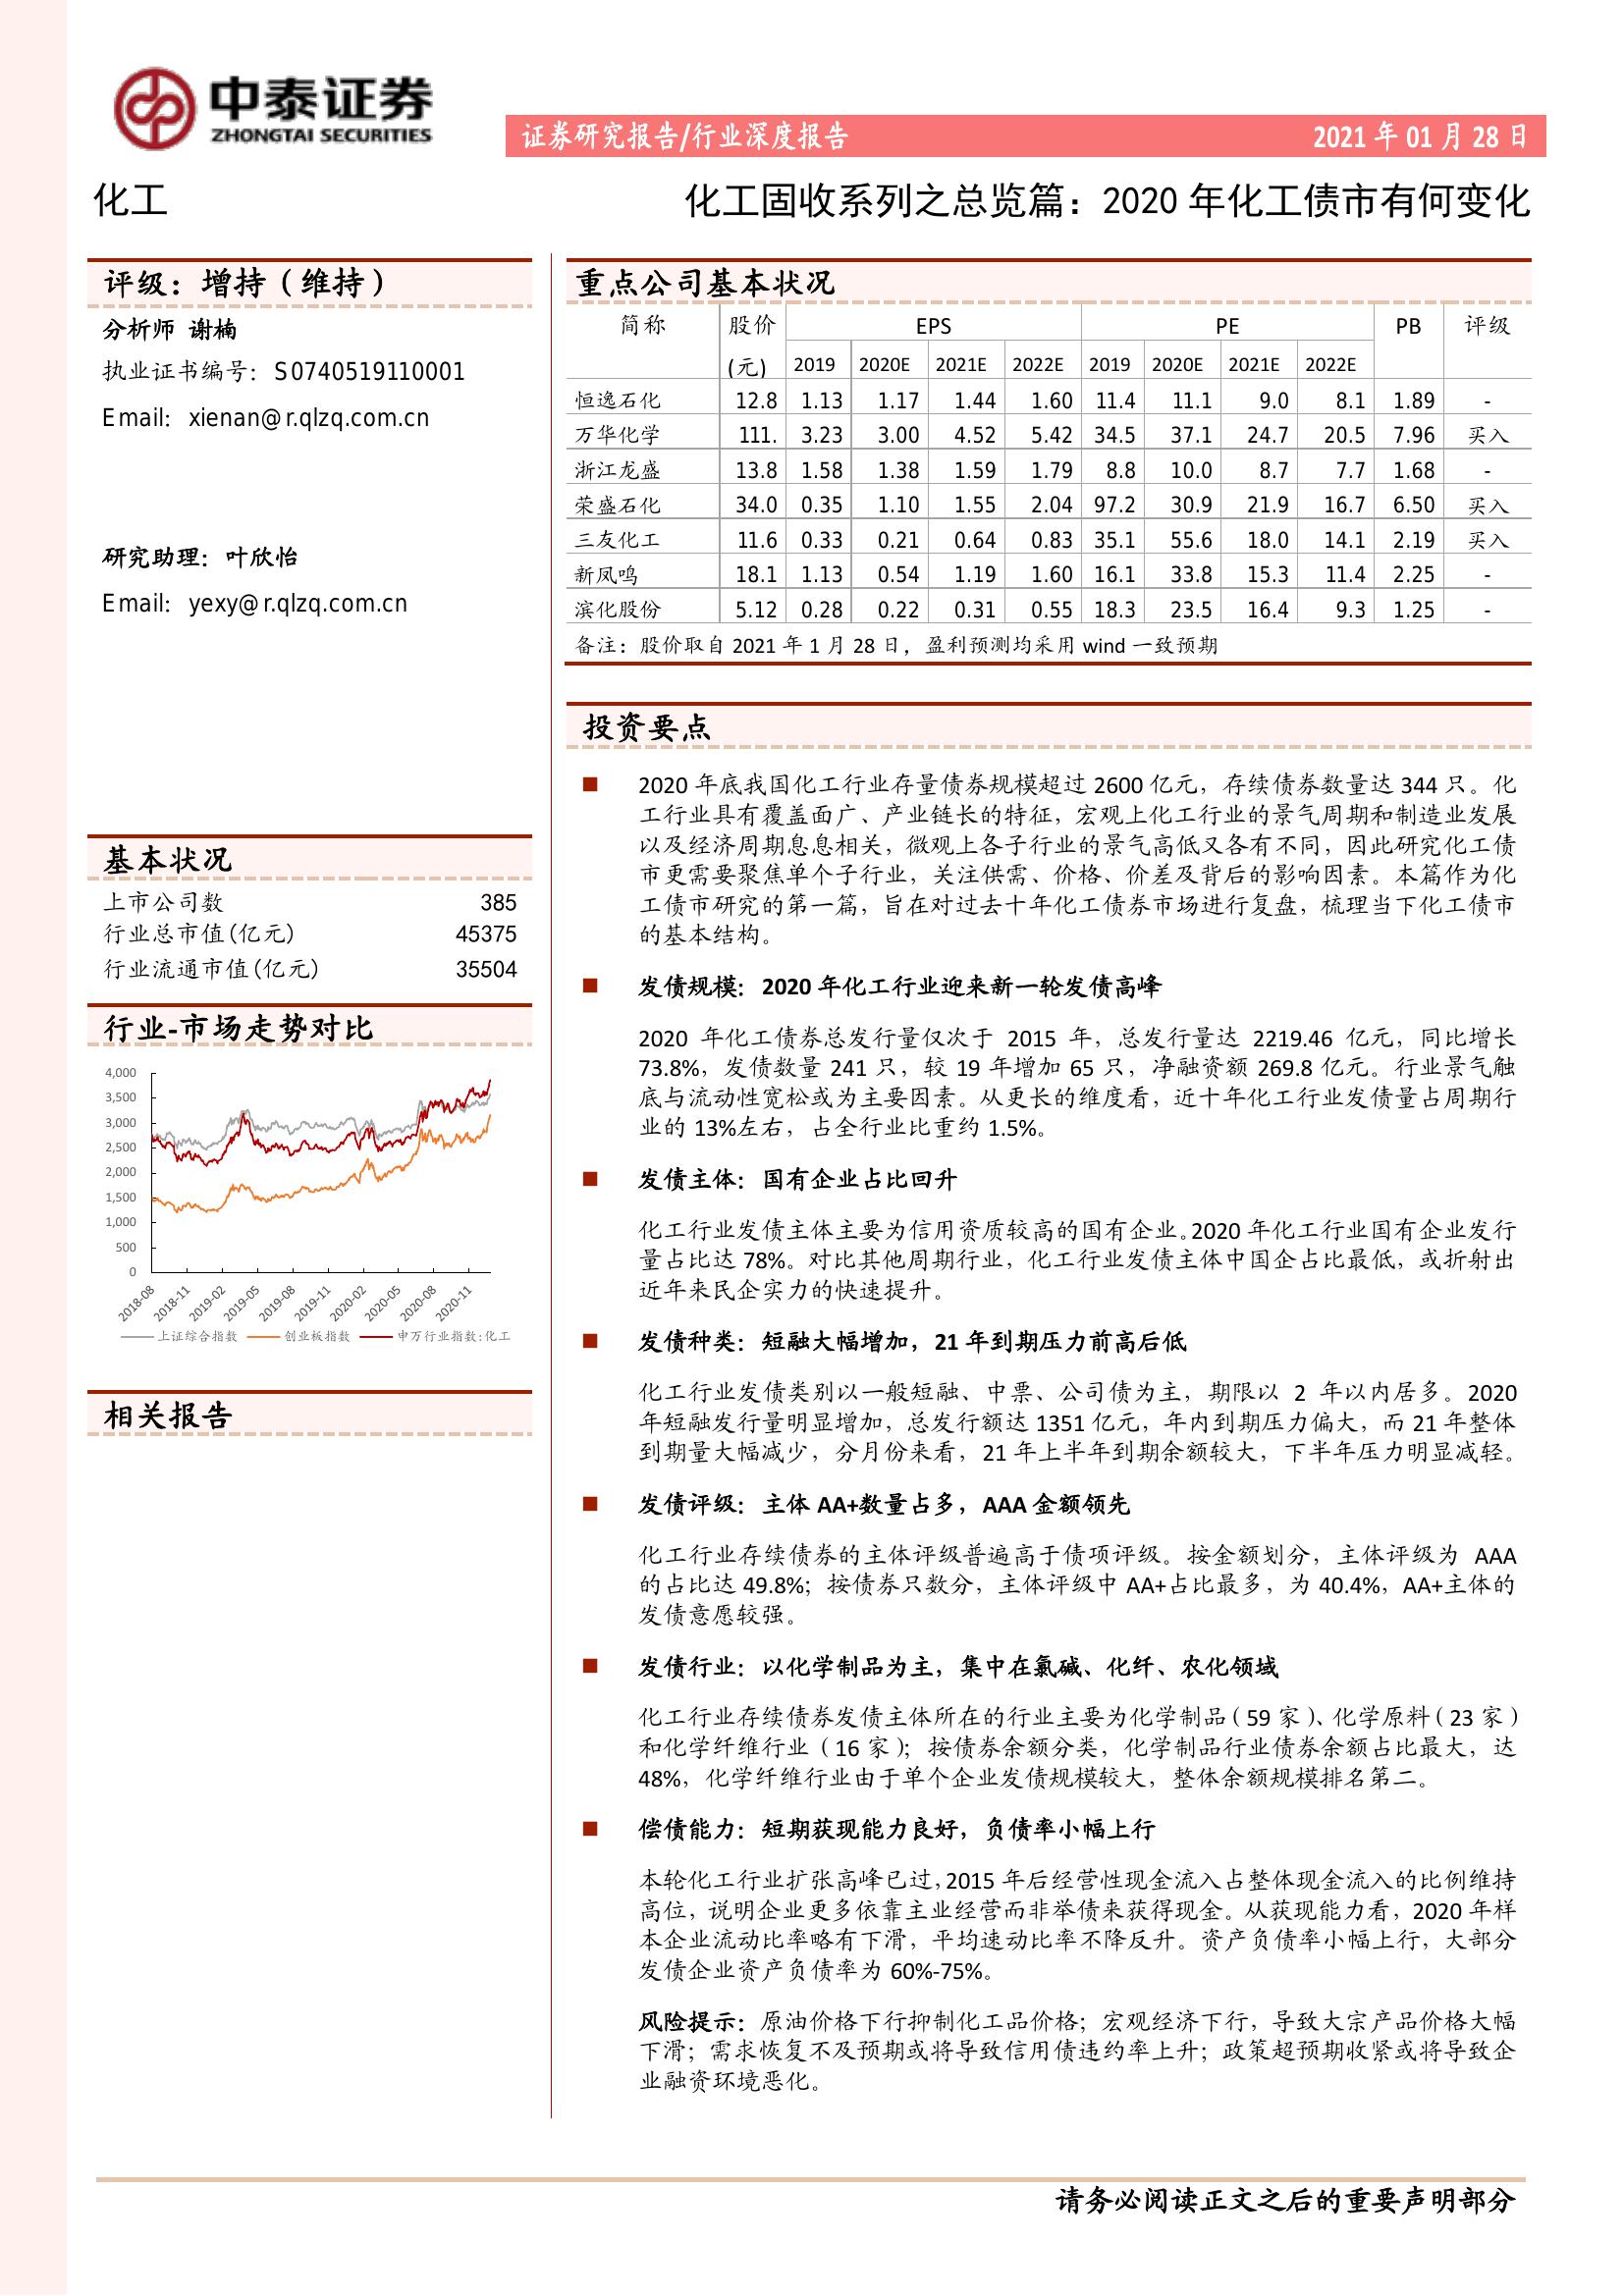 中泰证券
ZHONGTAI SECURITIES
证券研究报告/行业深度报告
2021 年 01 月 28 日
化工
化工固收系列之总览篇：2020 年化工债市有何变化
评级：增持（维持）
分析师 谢楠
执业证书编号：S0740519110001
Email：xienan@r.qlzq.com.cn
研究助理：叶欣怡
Email：yexy@r.qlzq.com.cn
基本状况
上市公司数 385
行业总市值(亿元) 45375
行业流通市值(亿元) 35504
行业-市场走势对比
4,000
3,500
3,000
2,500
2,000
1,500
1,000
500
0
2018-08 2018-11 2019-02 2019-05 2019-08 2019-11 2020-02 2020-05 2020-08 2020-11
上证综合指数 创业板指数 申万行业指数:化工
相关报告
重点公司基本状况
简称 股价 EPS PE PB 评级
(元) 2019 2020E 2021E 2022E 2019 2020E 2021E 2022E
恒逸石化 12.8 1.13 1.17 1.44 1.60 11.4 11.1 9.0 8.1 1.89 -
万华化学 111. 3.23 3.00 4.52 5.42 34.5 37.1 24.7 20.5 7.96 买入
浙江龙盛 13.8 1.58 1.38 1.59 1.79 8.8 10.0 8.7 7.7 1.68 -
荣盛石化 34.0 0.35 1.10 1.55 2.04 97.2 30.9 21.9 16.7 6.50 买入
三友化工 11.6 0.33 0.21 0.64 0.83 35.1 55.6 18.0 14.1 2.19 买入
新凤鸣 18.1 1.13 0.54 1.19 1.60 16.1 33.8 15.3 11.4 2.25 -
滨化股份 5.12 0.28 0.22 0.31 0.55 18.3 23.5 16.4 9.3 1.25 -
备注：股价取自 2021 年 1 月 28 日，盈利预测均采用 wind 一致预期
投资要点
2020 年底我国化工行业存量债券规模超过 2600 亿元，存续债券数量达 344 只。化
工行业具有覆盖面广、产业链长的特征，宏观上化工行业的景气周期和制造业发展
以及经济周期息息相关，微观上各子行业的景气高低又各有不同，因此研究化工债
市更需要聚焦单个子行业，关注供需、价格、价差及背后的影响因素。本篇作为化
工债市研究的第一篇，旨在对过去十年化工债券市场进行复盘，梳理当下化工债市
的基本结构。
发债规模：2020 年化工行业迎来新一轮发债高峰
2020 年化工债券总发行量仅次于 2015 年，总发行量达 2219.46 亿元，同比增长
73.8%，发债数量 241 只，较 19 年增加 65 只，净融资额 269.8 亿元。行业景气触
底与流动性宽松或为主要因素。从更长的维度看，近十年化工行业发债量占周期行
业的 13%左右，占全行业比重约 1.5%。
发债主体：国有企业占比回升
化工行业发债主体主要为信用资质较高的国有企业。2020 年化工行业国有企业发行
量占比达 78%。对比其他周期行业，化工行业发债主体中国企占比最低，或折射出
近年来民企实力的快速提升。
发债种类：短融大幅增加，21 年到期压力前高后低
化工行业发债类别以一般短融、中票、公司债为主，期限以 2 年以内居多。2020
年短融发行量明显增加，总发行额达 1351 亿元，年内到期压力偏大，而 21 年整体
到期量大幅减少，分月份来看，21 年上半年到期余额较大，下半年压力明显减轻。
发债评级：主体 AA+数量占多，AAA 金额领先
化工行业存续债券的主体评级普遍高于债项评级。按金额划分，主体评级为 AAA
的占比达 49.8%；按债券只数分，主体评级中 AA+占比最多，为 40.4%，AA+主体的
发债意愿较强。
发债行业：以化学制品为主，集中在氯碱、化纤、农化领域
化工行业存续债券发债主体所在的行业主要为化学制品（59 家）、化学原料（23 家）
和化学纤维行业（16 家）；按债券余额分类，化学制品行业债券余额占比最大，达
48%，化学纤维行业由于单个企业发债规模较大，整体余额规模排名第二。
偿债能力：短期获现能力良好，负债率小幅上行
本轮化工行业扩张高峰已过，2015 年后经营性现金流入占整体现金流入的比例维持
高位，说明企业更多依靠主业经营而非举债来获得现金。从获现能力看，2020 年样
本企业流动比率略有下滑，平均速动比率不降反升。资产负债率小幅上行，大部分
发债企业资产负债率为 60%-75%。
风险提示：原油价格下行抑制化工品价格；宏观经济下行，导致大宗产品价格大幅
下滑；需求恢复不及预期或将导致信用债违约率上升；政策超预期收紧或将导致企
业融资环境恶化。
请务必阅读正文之后的重要声明部分